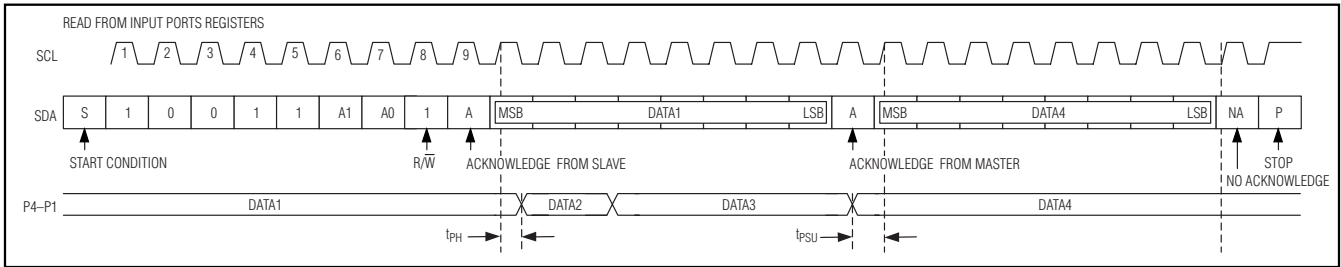 READ FROM INPUT PORTS REGISTERS
SCL 1 2 3 4 5 6 7 8 9
SDA S 1 0 0 1 1 A1 A0 1 A MSB DATA1 LSB A MSB DATA4 LSB NA P
START CONDITION R/W̅ ACKNOWLEDGE FROM SLAVE ACKNOWLEDGE FROM MASTER STOP
NO ACKNOWLEDGE
P4–P1 DATA1 DATA2 DATA3 DATA4
tPH tPSU